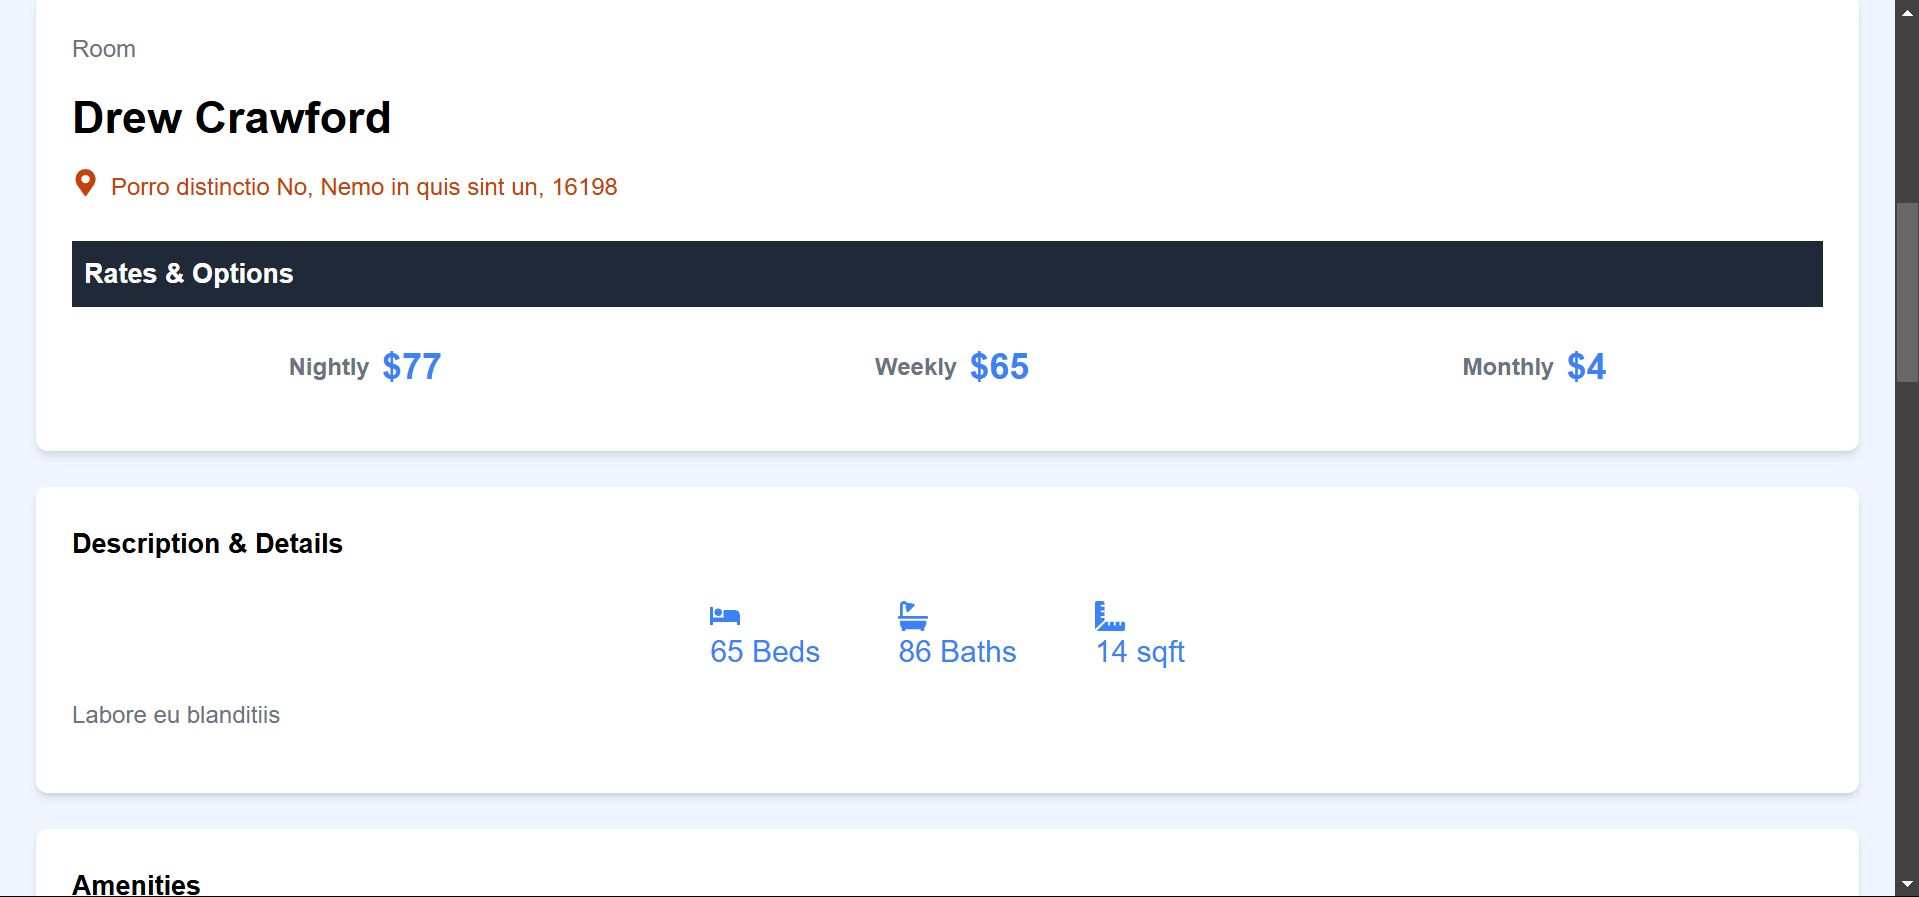 Room
Drew Crawford
Porro distinctio No, Nemo in quis sint un, 16198
Rates & Options
Nightly $77 Weekly $65 Monthly $4
Description & Details
65 Beds 86 Baths 14 sqft
Labore eu blanditiis
Amenities